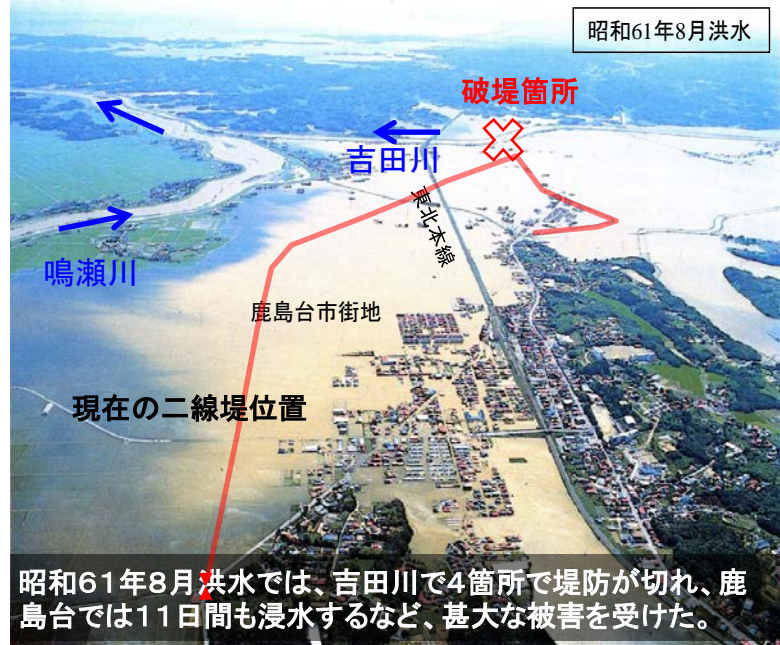 昭和61年8月洪水
破堤箇所
吉田川
東北本線
鳴瀬川
鹿島台市街地
現在の二線堤位置
昭和61年8月洪水では、吉田川で4箇所で堤防が切れ、鹿
島台では11日間も浸水するなど、甚大な被害を受けた。